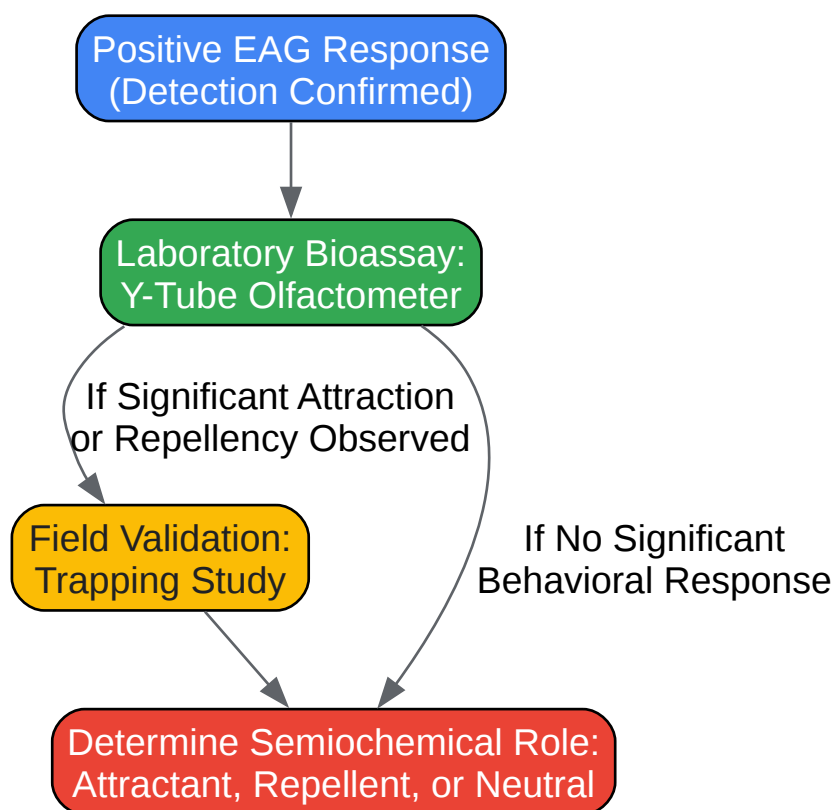 Positive EAG Response
(Detection Confirmed)
Laboratory Bioassay:
Y-Tube Olfactometer
If Significant Attraction
or Repellency Observed
Field Validation:
Trapping Study
If No Significant
Behavioral Response
Determine Semiochemical Role:
Attractant, Repellent, or Neutral